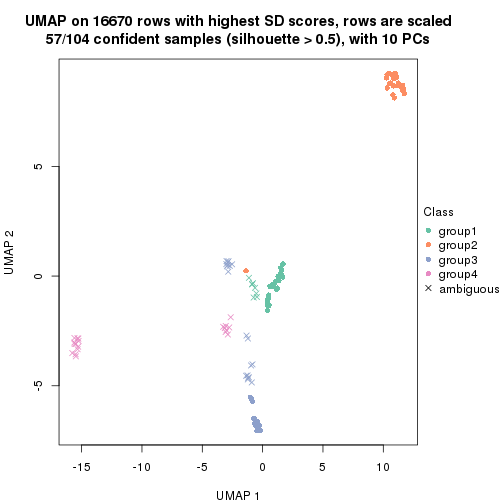 UMAP on 16670 rows with highest SD scores, rows are scaled
57/104 confident samples (silhouette > 0.5), with 10 PCs
5
0
-5
UMAP 2
-15
-10
-5
0
5
10
UMAP 1
Class
group1
group2
group3
group4
ambiguous